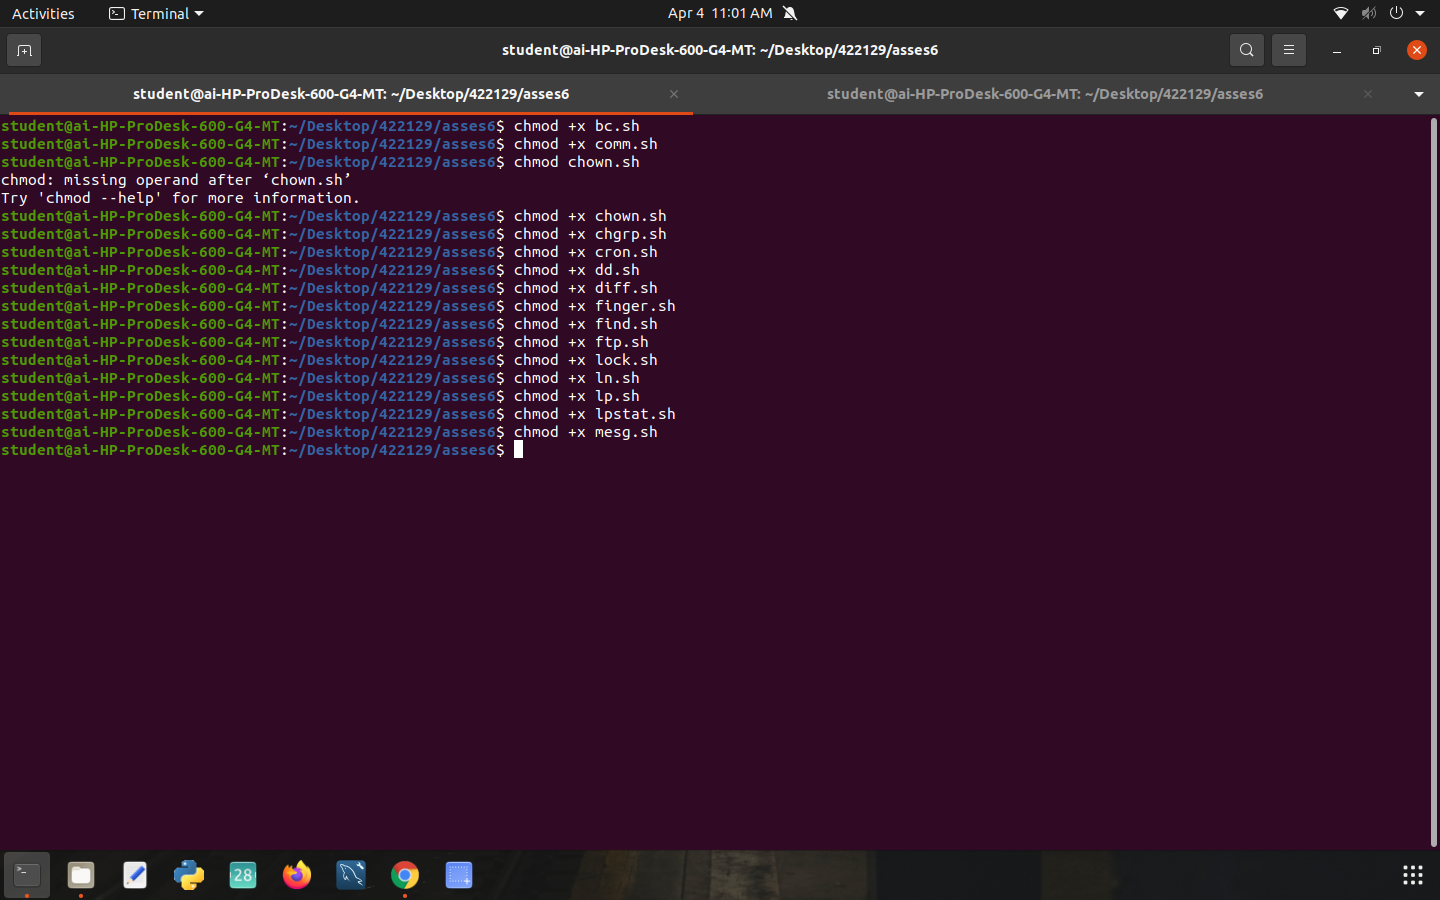 Activities
Terminal
Apr 4 11:01 AM
student@ai-HP-ProDesk-600-G4-MT: ~/Desktop/422129/asses6
student@ai-HP-ProDesk-600-G4-MT: ~/Desktop/422129/asses6
student@ai-HP-ProDesk-600-G4-MT: ~/Desktop/422129/asses6
student@ai-HP-ProDesk-600-G4-MT:~/Desktop/422129/asses6$ chmod +x bc.sh
student@ai-HP-ProDesk-600-G4-MT:~/Desktop/422129/asses6$ chmod +x comm.sh
student@ai-HP-ProDesk-600-G4-MT:~/Desktop/422129/asses6$ chmod chown.sh
chmod: missing operand after ‘chown.sh’
Try 'chmod --help' for more information.
student@ai-HP-ProDesk-600-G4-MT:~/Desktop/422129/asses6$ chmod +x chown.sh
student@ai-HP-ProDesk-600-G4-MT:~/Desktop/422129/asses6$ chmod +x chgrp.sh
student@ai-HP-ProDesk-600-G4-MT:~/Desktop/422129/asses6$ chmod +x cron.sh
student@ai-HP-ProDesk-600-G4-MT:~/Desktop/422129/asses6$ chmod +x dd.sh
student@ai-HP-ProDesk-600-G4-MT:~/Desktop/422129/asses6$ chmod +x diff.sh
student@ai-HP-ProDesk-600-G4-MT:~/Desktop/422129/asses6$ chmod +x finger.sh
student@ai-HP-ProDesk-600-G4-MT:~/Desktop/422129/asses6$ chmod +x find.sh
student@ai-HP-ProDesk-600-G4-MT:~/Desktop/422129/asses6$ chmod +x ftp.sh
student@ai-HP-ProDesk-600-G4-MT:~/Desktop/422129/asses6$ chmod +x lock.sh
student@ai-HP-ProDesk-600-G4-MT:~/Desktop/422129/asses6$ chmod +x ln.sh
student@ai-HP-ProDesk-600-G4-MT:~/Desktop/422129/asses6$ chmod +x lp.sh
student@ai-HP-ProDesk-600-G4-MT:~/Desktop/422129/asses6$ chmod +x lpstat.sh
student@ai-HP-ProDesk-600-G4-MT:~/Desktop/422129/asses6$ chmod +x mesg.sh
student@ai-HP-ProDesk-600-G4-MT:~/Desktop/422129/asses6$
28